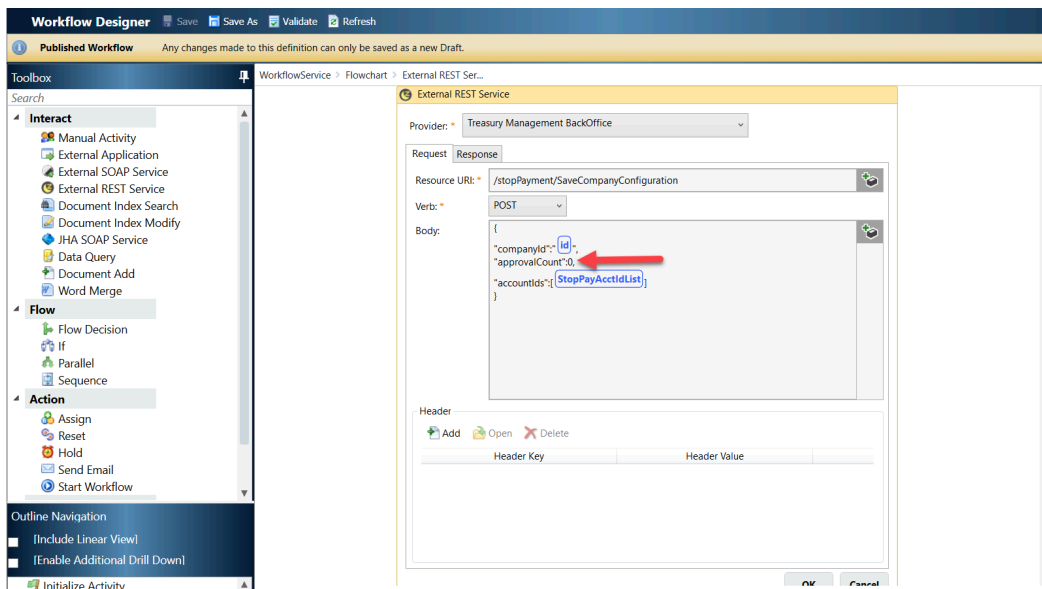 Workflow Designer Save Save As Validate Refresh
Published Workflow Any changes made to this definition can only be saved as a new Draft.
Toolbox
Search
Interact
Manual Activity
External Application
External SOAP Service
External REST Service
Document Index Search
Document Index Modify
JHA SOAP Service
Data Query
Document Add
Word Merge
Flow
Flow Decision
If
Parallel
Sequence
Action
Assign
Reset
Hold
Send Email
Start Workflow
Outline Navigation
[Include Linear View]
[Enable Additional Drill Down]
Initialize Activity
WorkflowService > Flowchart > External REST Ser...
External REST Service
Provider: * Treasury Management BackOffice
Request Response
Resource URI: * /stopPayment/SaveCompanyConfiguration
Verb: * POST
Body: {
"companyId":" id ",
"approvalCount":0,
"accountIds":[ StopPayAcctIdList ]
}
Header
Add Open Delete
Header Key Header Value
OK Cancel